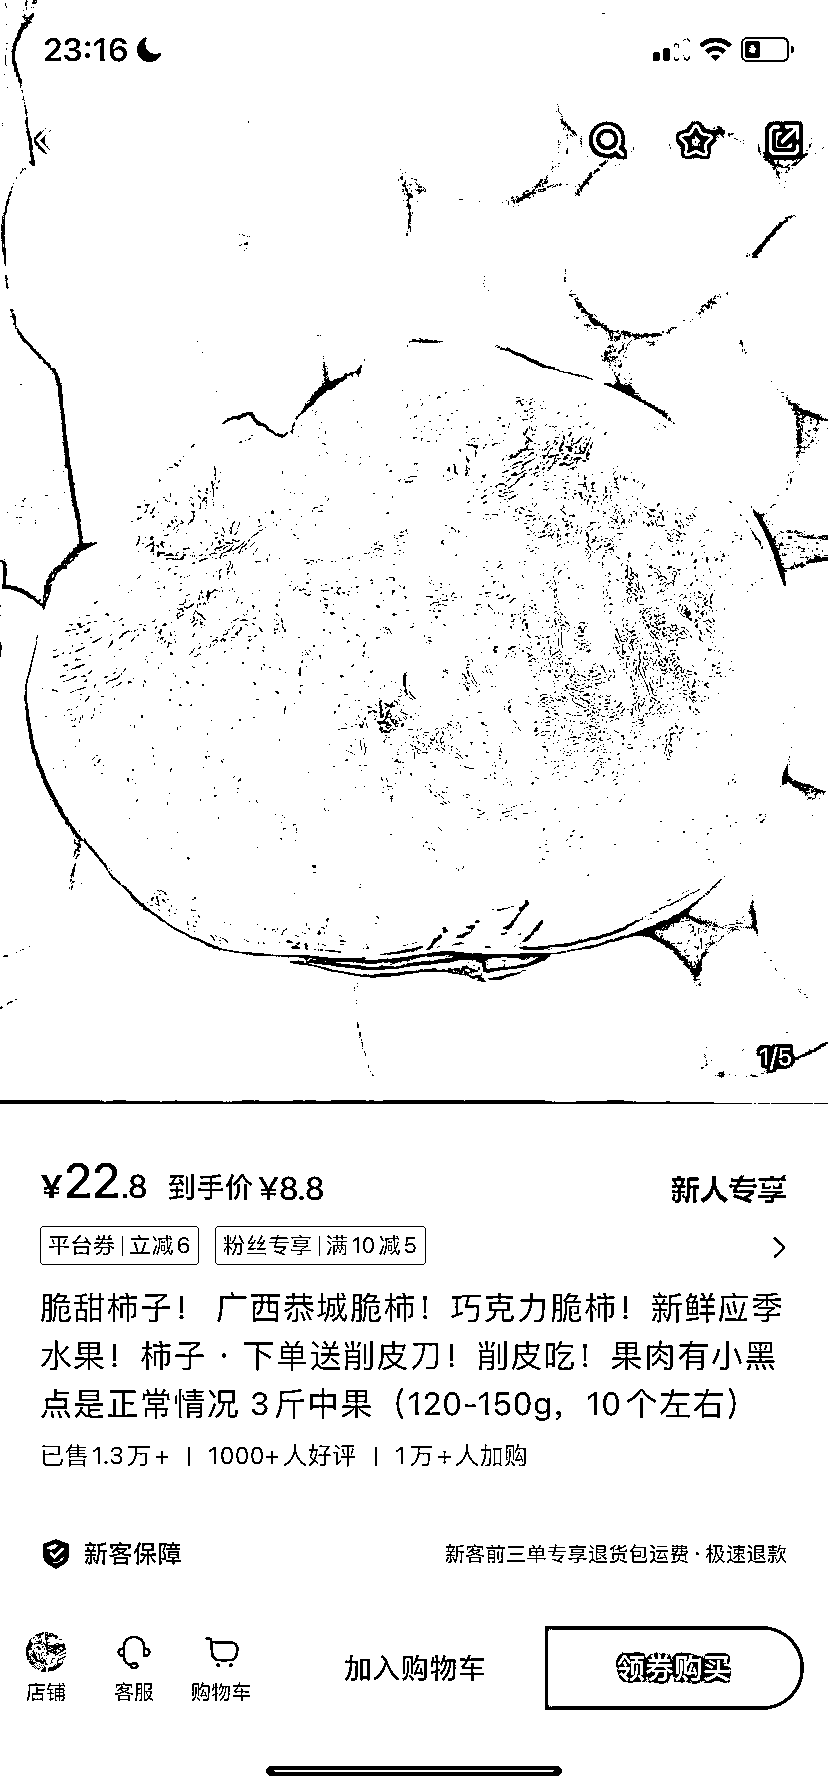 23:16
1/5
¥22.8 到手价 ¥8.8 新人专享
平台券 | 立减6 粉丝专享 | 满10减5
脆甜柿子！ 广西恭城脆柿！巧克力脆柿！新鲜应季
水果！柿子 · 下单送削皮刀！削皮吃！果肉有小黑
点是正常情况 3斤中果（120-150g，10个左右）
已售1.3万+ | 1000+人好评 | 1万+人加购
新客保障 新客前三单专享退货包运费 · 极速退款
店铺 客服 购物车 加入购物车 领券购买